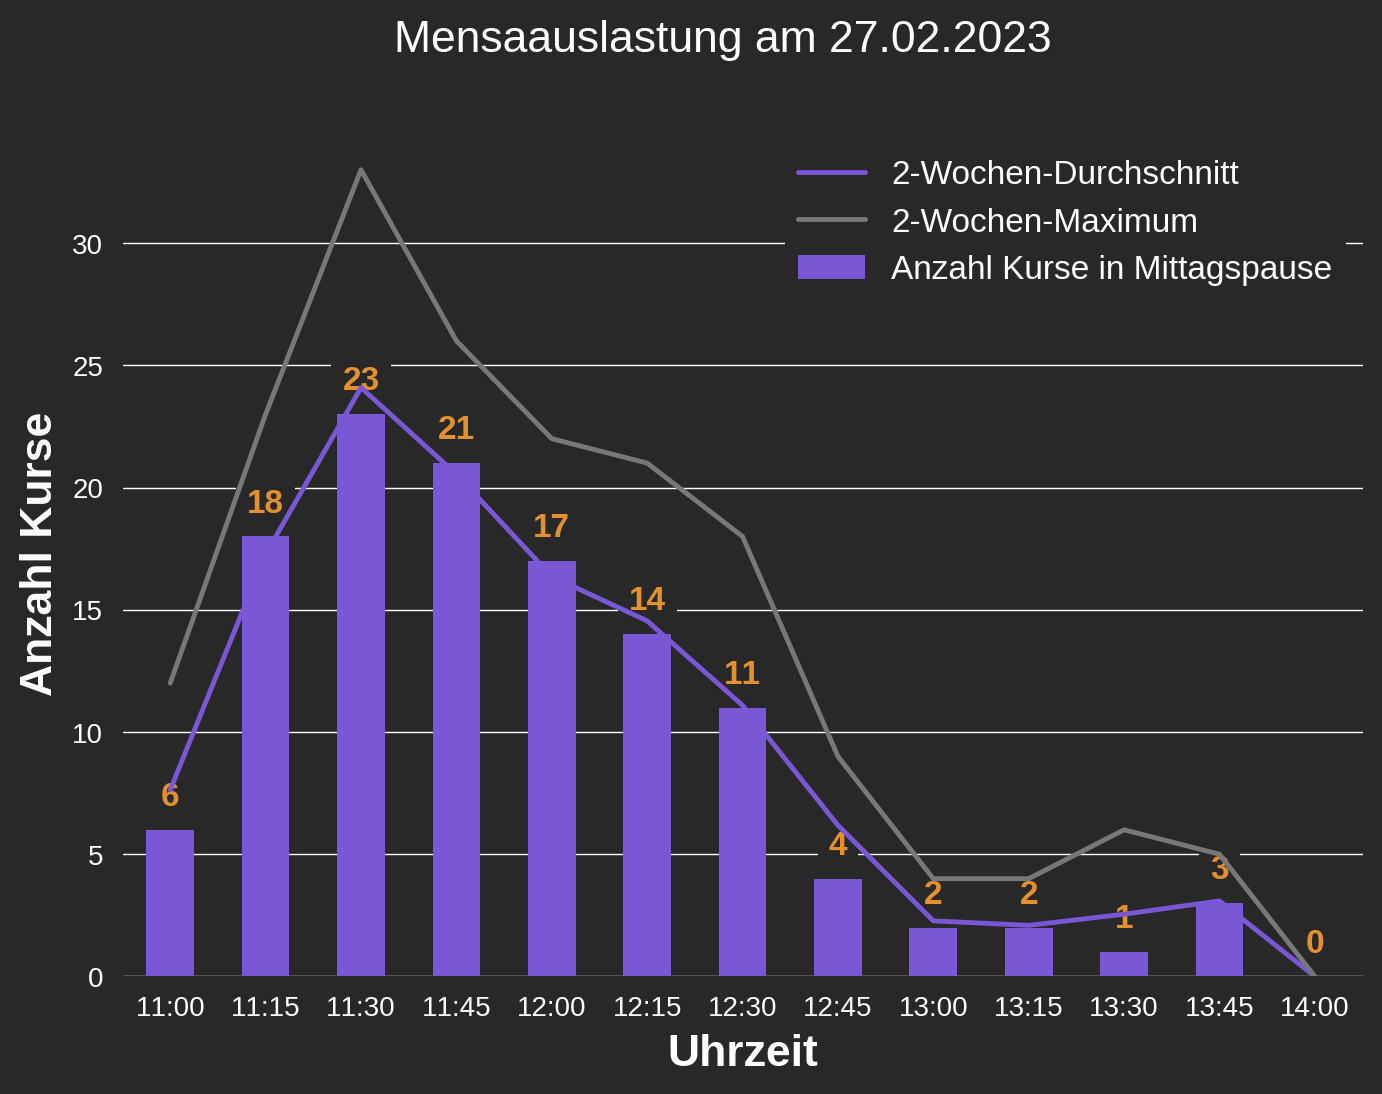 Mensaauslastung am 27.02.2023
2-Wochen-Durchschnitt
2-Wochen-Maximum
Anzahl Kurse in Mittagspause
Anzahl Kurse
30
25
20
15
10
5
0
6
18
23
21
17
14
11
4
2
2
1
3
0
11:00 11:15 11:30 11:45 12:00 12:15 12:30 12:45 13:00 13:15 13:30 13:45 14:00
Uhrzeit